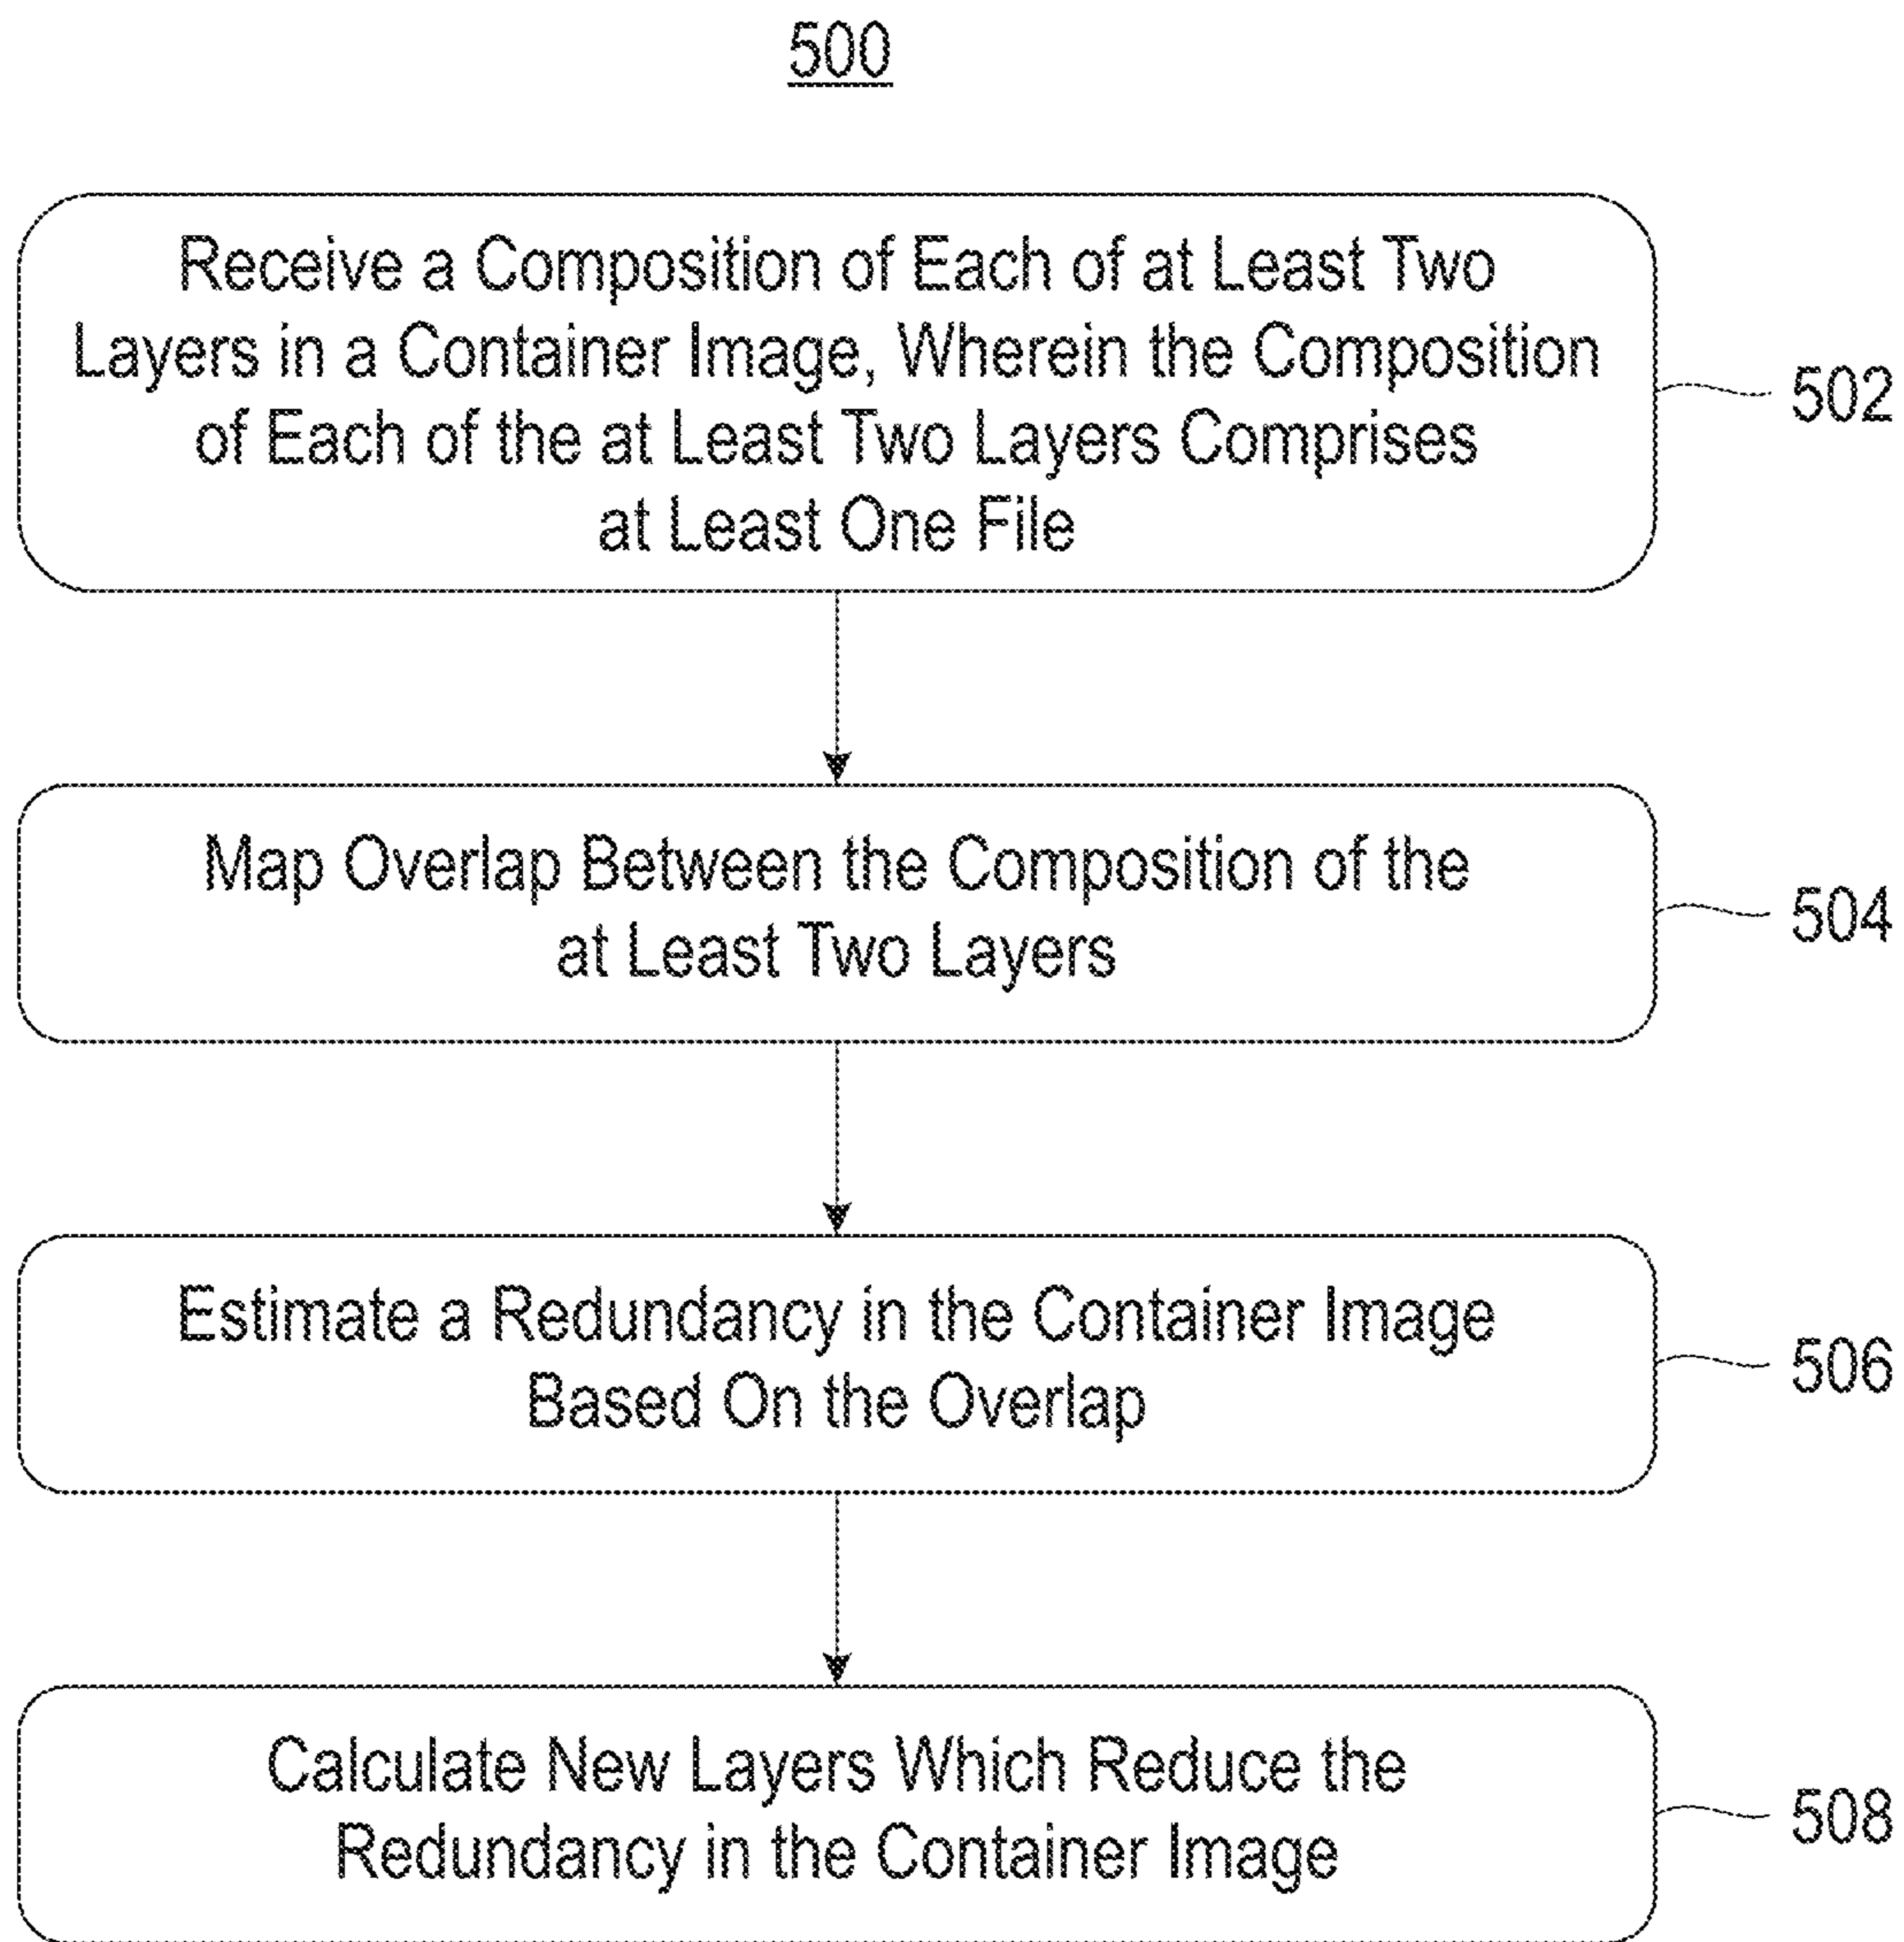 500
Receive a Composition of Each of at Least Two
Layers in a Container Image, Wherein the Composition
of Each of the at Least Two Layers Comprises
at Least One File
502
Map Overlap Between the Composition of the
at Least Two Layers
504
Estimate a Redundancy in the Container Image
Based On the Overlap
506
Calculate New Layers Which Reduce the
Redundancy in the Container Image
508